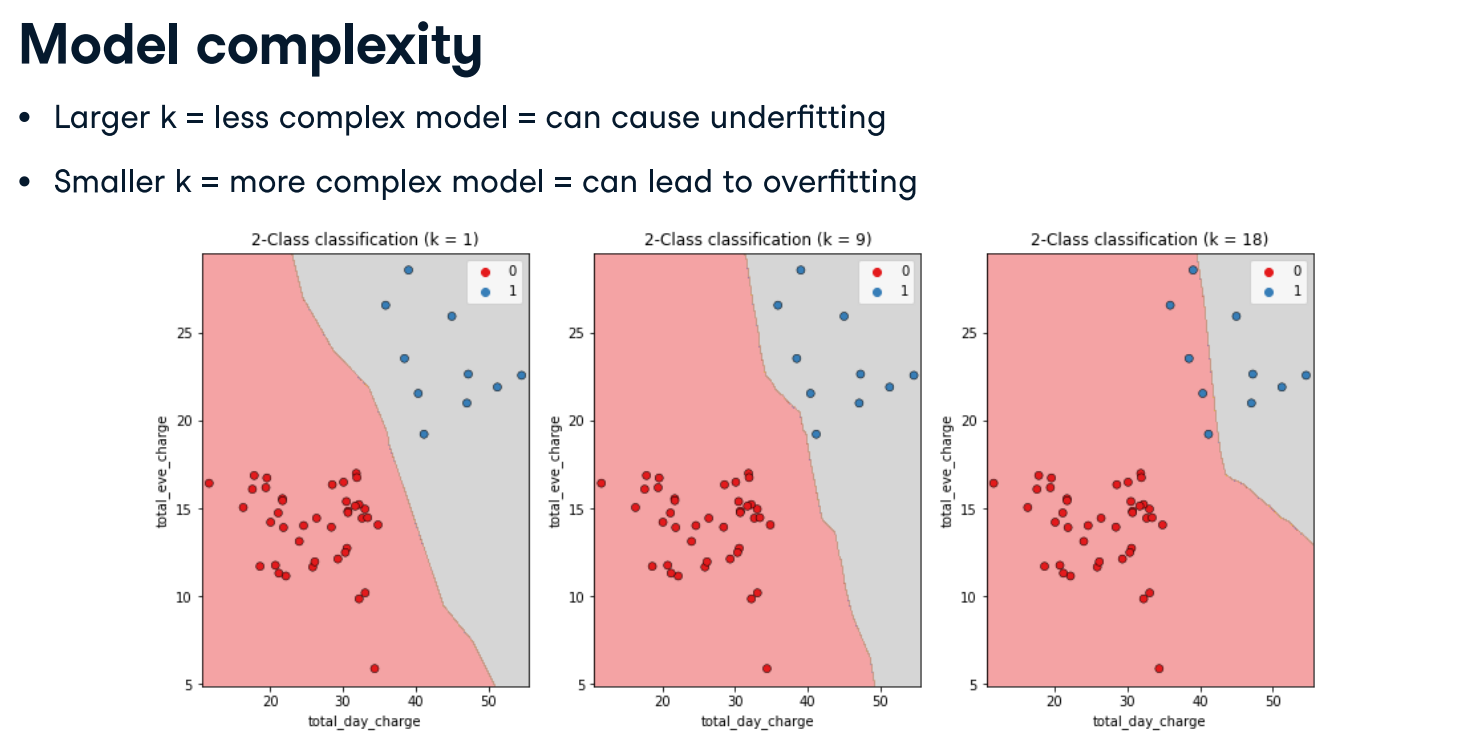 Model complexity
• Larger k = less complex model = can cause underfitting
• Smaller k = more complex model = can lead to overfitting
2-Class classification (k = 1)
0
1
25
20
15
10
5
total_eve_charge
20 30 40 50
total_day_charge
2-Class classification (k = 9)
0
1
25
20
15
10
5
total_eve_charge
20 30 40 50
total_day_charge
2-Class classification (k = 18)
0
1
25
20
15
10
5
total_eve_charge
20 30 40 50
total_day_charge